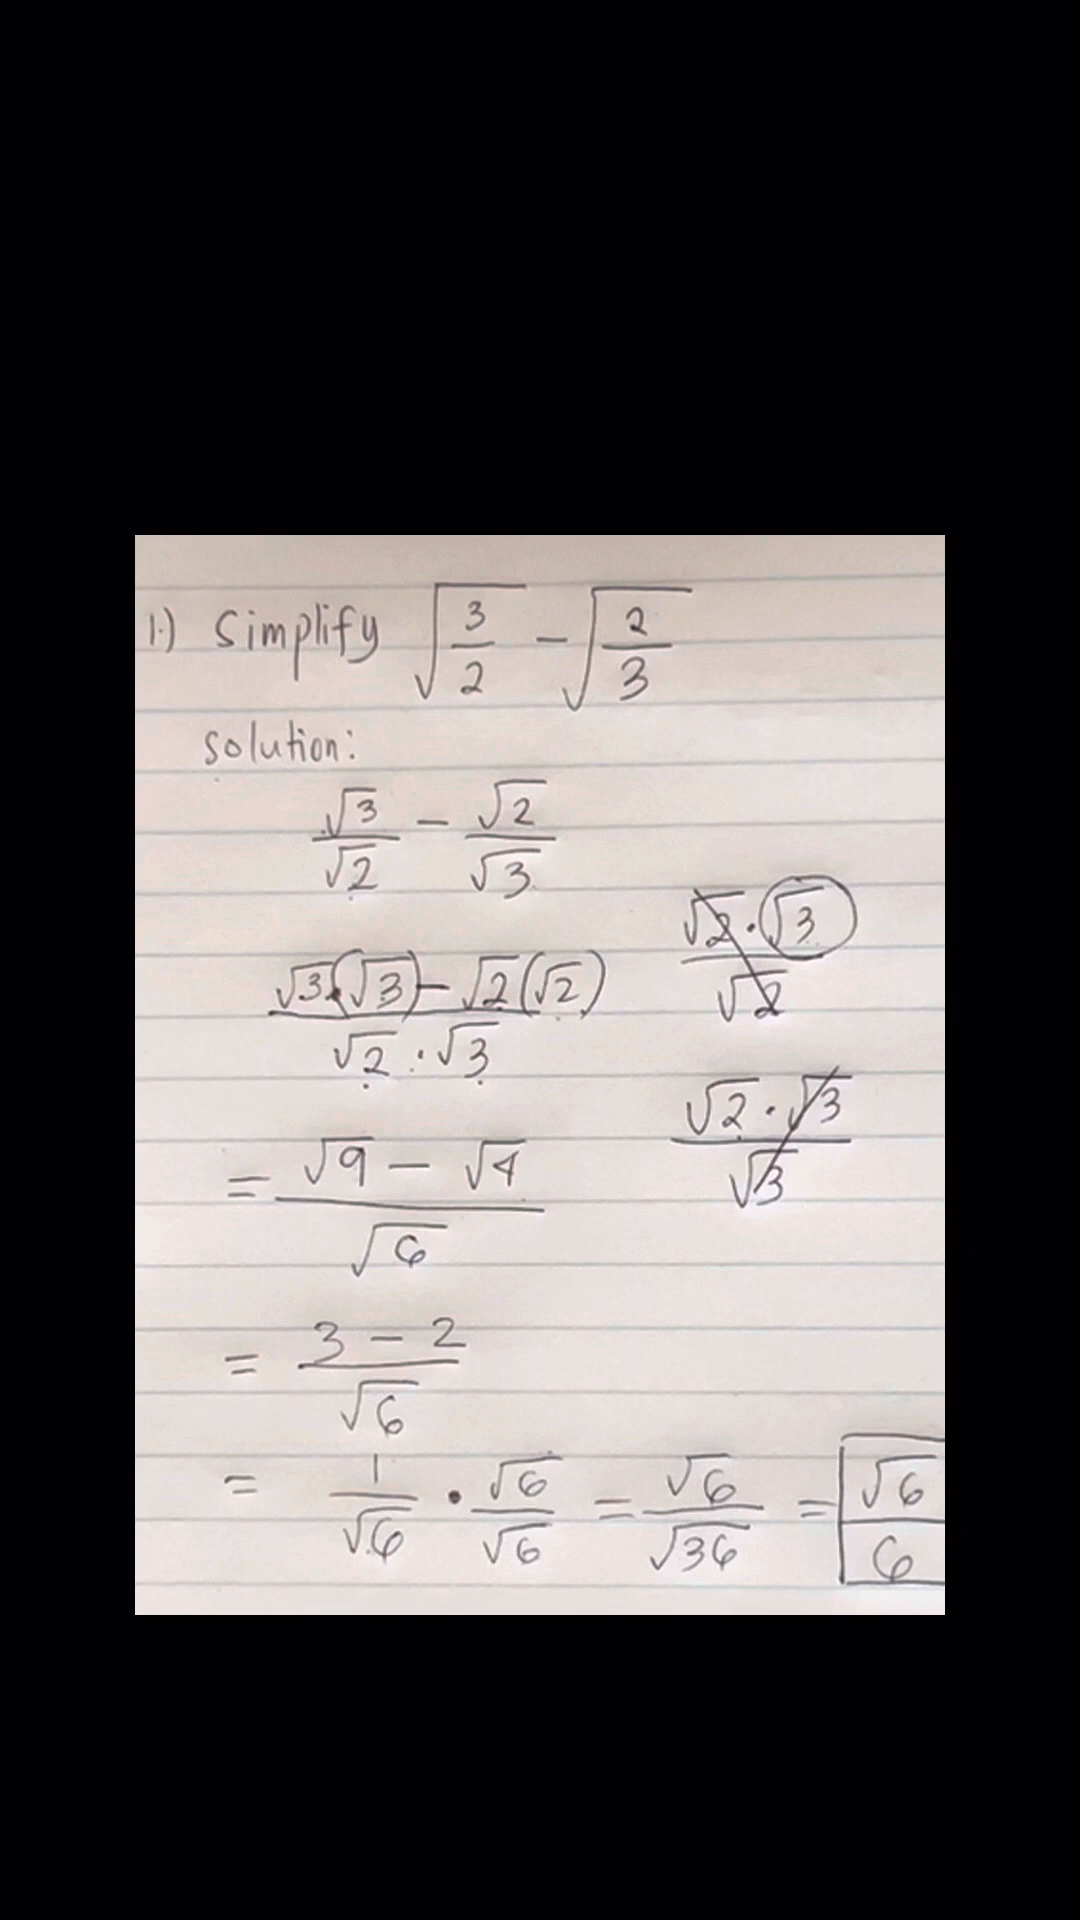 1.) Simplify √(3/2) − √(2/3)
solution:
√3/√2 − √2/√3
(√3·(√3) − √2(√2))/(√2 · √3)
(√2 · √3)/√2
(√2 · √3)/√3
= (√9 − √4)/√6
= (3 − 2)/√6
= 1/√6 · √6/√6 = √6/√36 = √6/6